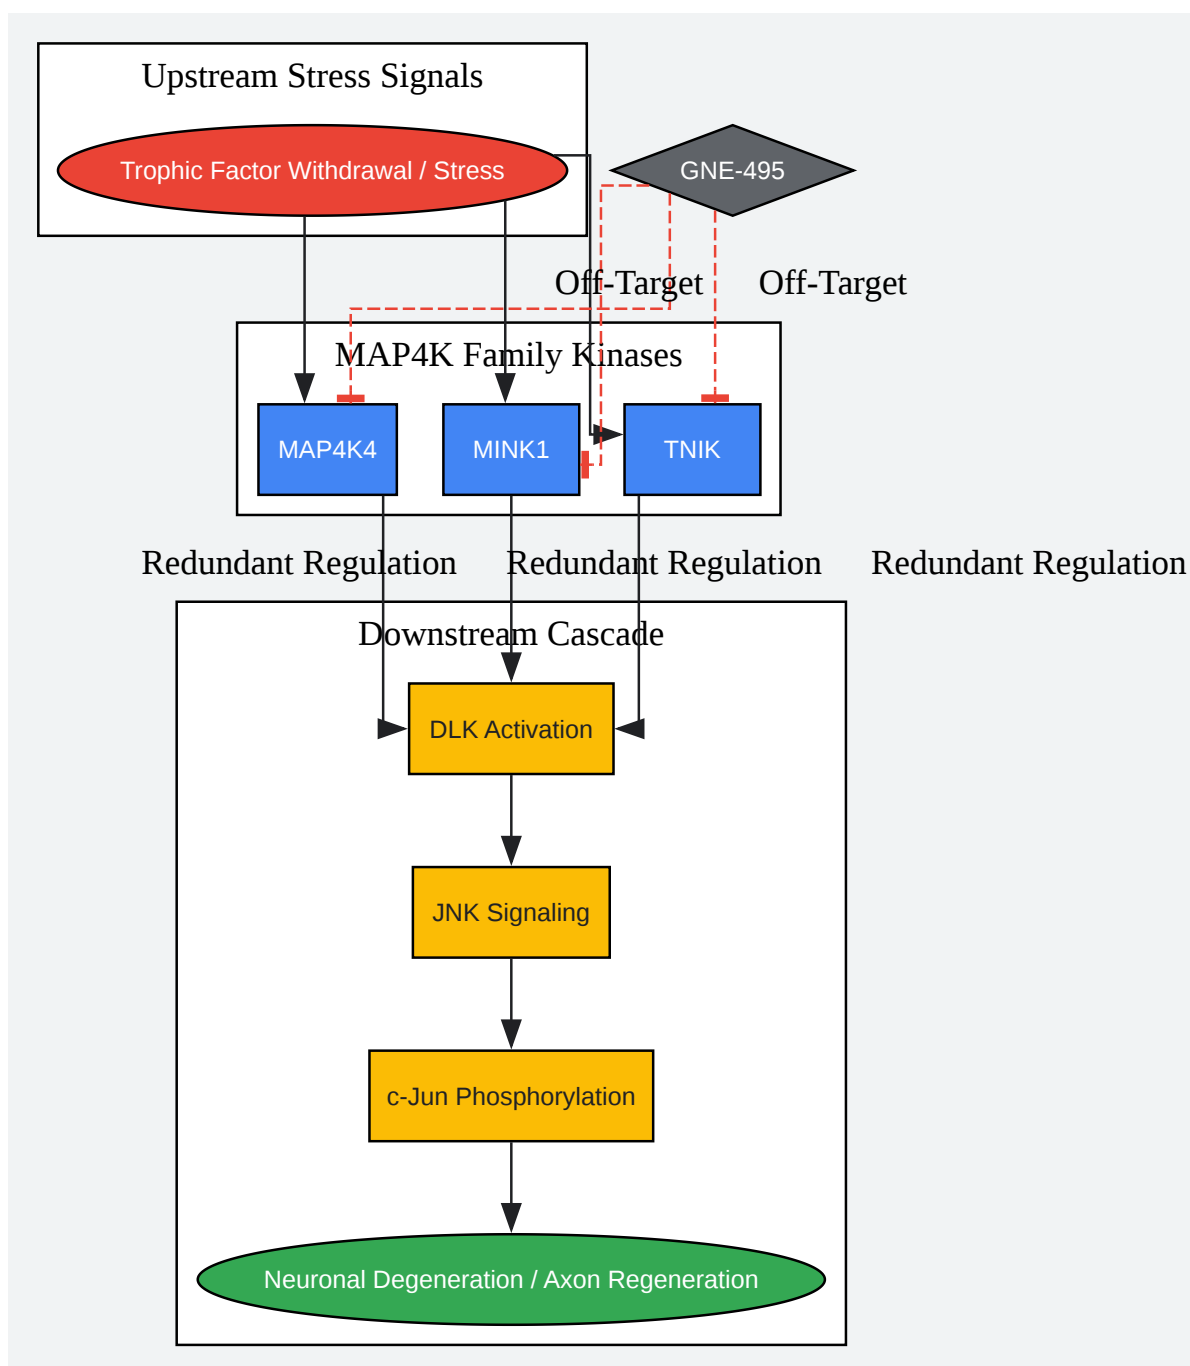 Upstream Stress Signals
Trophic Factor Withdrawal / Stress
GNE-495
Off-Target
Off-Target
MAP4K Family Kinases
MAP4K4
MINK1
TNIK
Redundant Regulation
Redundant Regulation
Redundant Regulation
Downstream Cascade
DLK Activation
JNK Signaling
c-Jun Phosphorylation
Neuronal Degeneration / Axon Regeneration